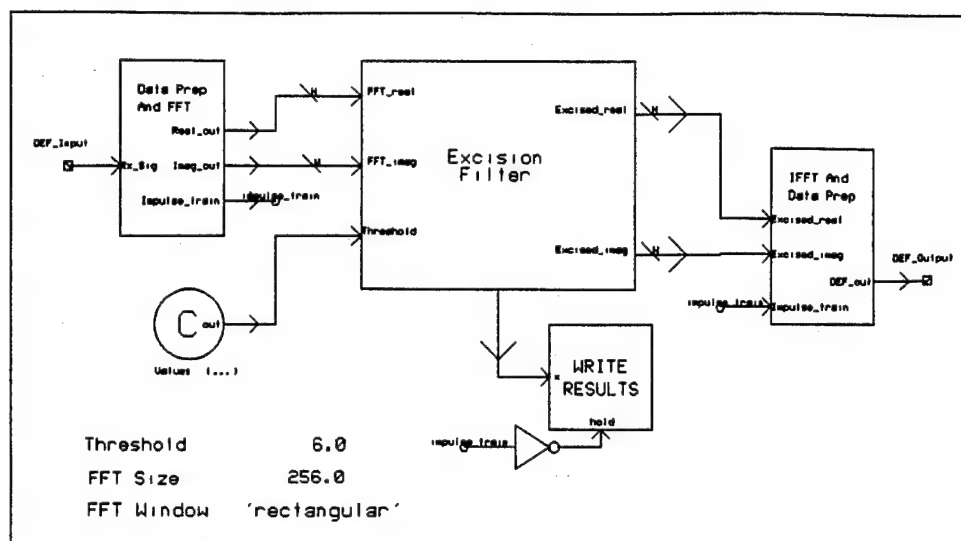 Data Prep
And FFT
DEF_Input
Rx_Sig
Real_out
Imag_out
Impulse_train
impulse_train
FFT_real
FFT_imag
Threshold
Excision
Filter
Excised_real
Excised_imag
IFFT And
Data Prep
Excised_real
Excised_imag
DEF_out
DEF_Output
impulse_train
Impulse_train
C
out
Values (...)
x
WRITE
RESULTS
hold
impulse_train
Threshold 6.0
FFT Size 256.0
FFT Window 'rectangular'